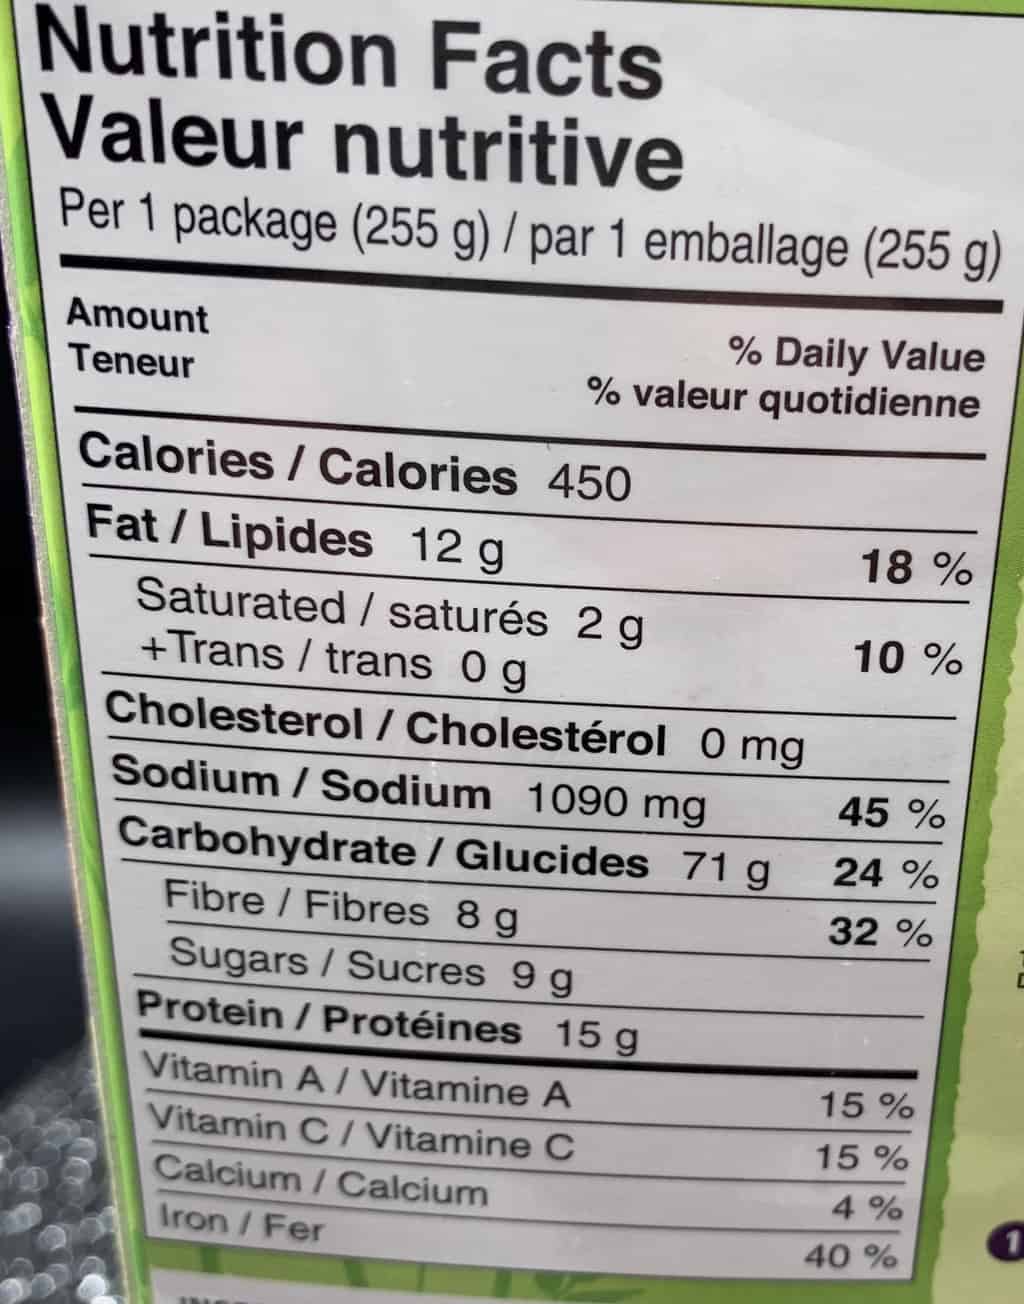 Nutrition Facts
Valeur nutritive
Per 1 package (255 g) / par 1 emballage (255 g)
Amount
Teneur
% Daily Value
% valeur quotidienne
Calories / Calories 450
Fat / Lipides 12 g 18 %
Saturated / saturés 2 g
+Trans / trans 0 g 10 %
Cholesterol / Cholestérol 0 mg
Sodium / Sodium 1090 mg 45 %
Carbohydrate / Glucides 71 g 24 %
Fibre / Fibres 8 g 32 %
Sugars / Sucres 9 g
Protein / Protéines 15 g
Vitamin A / Vitamine A 15 %
Vitamin C / Vitamine C 15 %
Calcium / Calcium 4 %
Iron / Fer 40 %
1